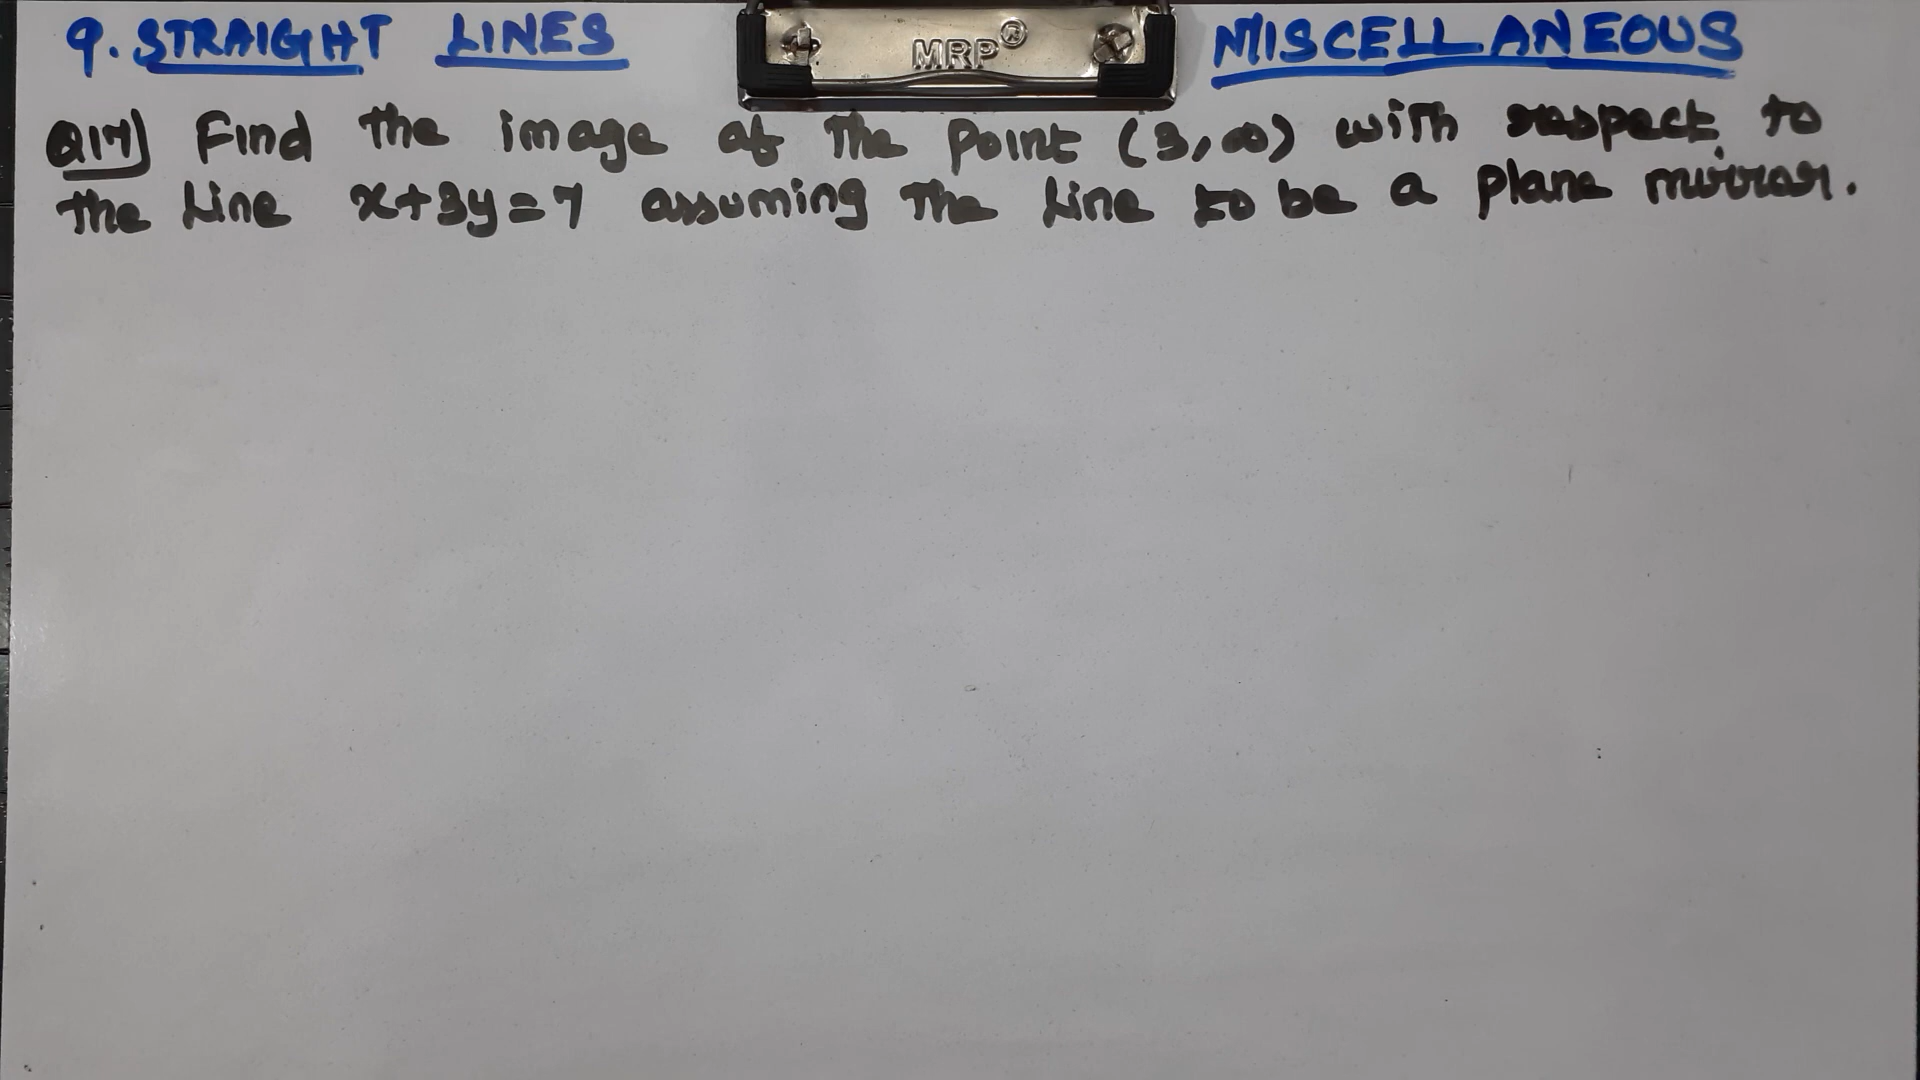 9. STRAIGHT LINES
MRP®
MISCELLANEOUS
Q17) Find the image of the point (3,8) with respect to
the line x+3y=7 assuming the line to be a plane mirror.